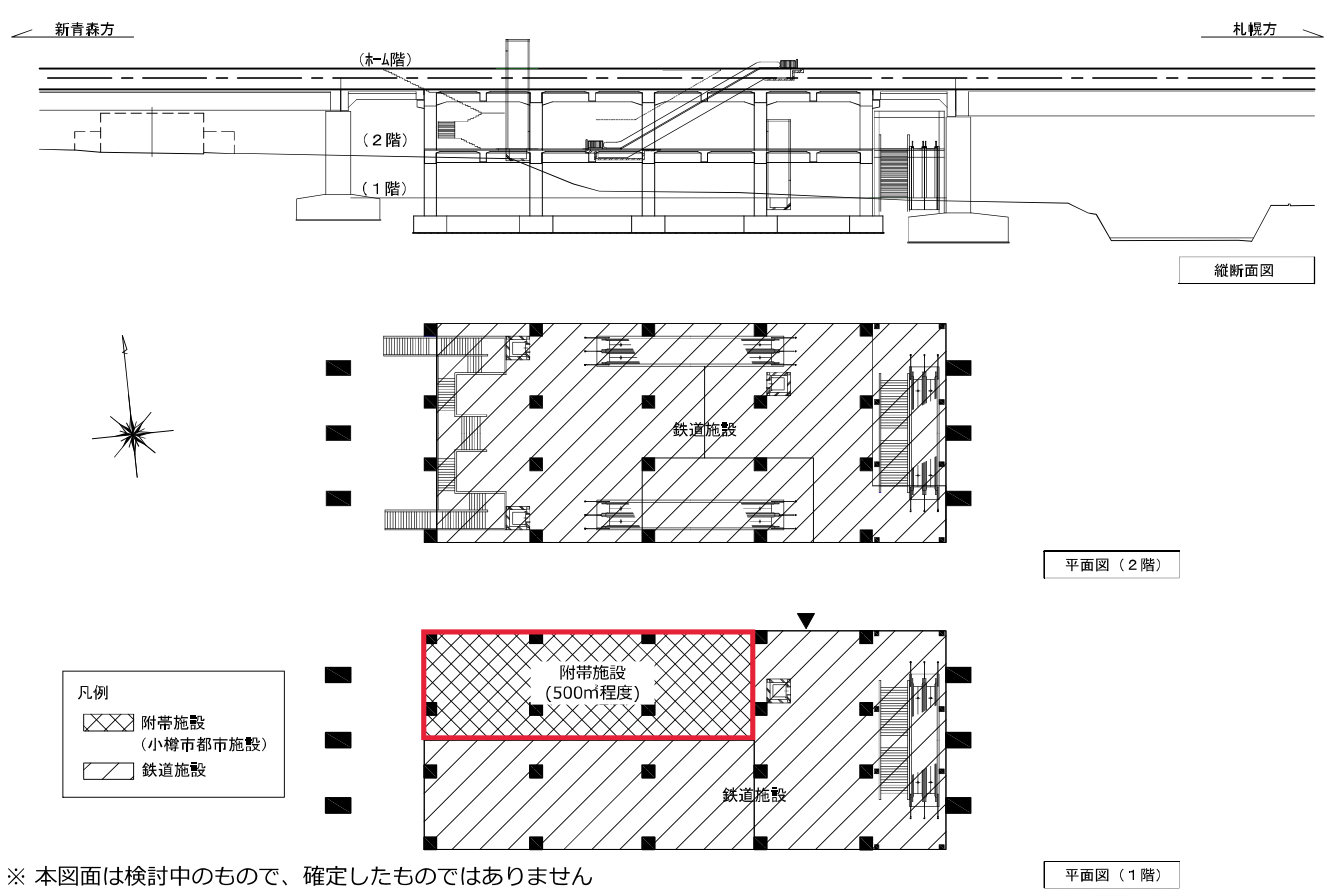 新青森方
札幌方
(ホーム階)
(2階)
(1階)
縦断面図
鉄道施設
平面図(2階)
附帯施設
(500㎡程度)
凡例
附帯施設
(小樽市都市施設)
鉄道施設
鉄道施設
平面図(1階)
※ 本図面は検討中のもので、確定したものではありません